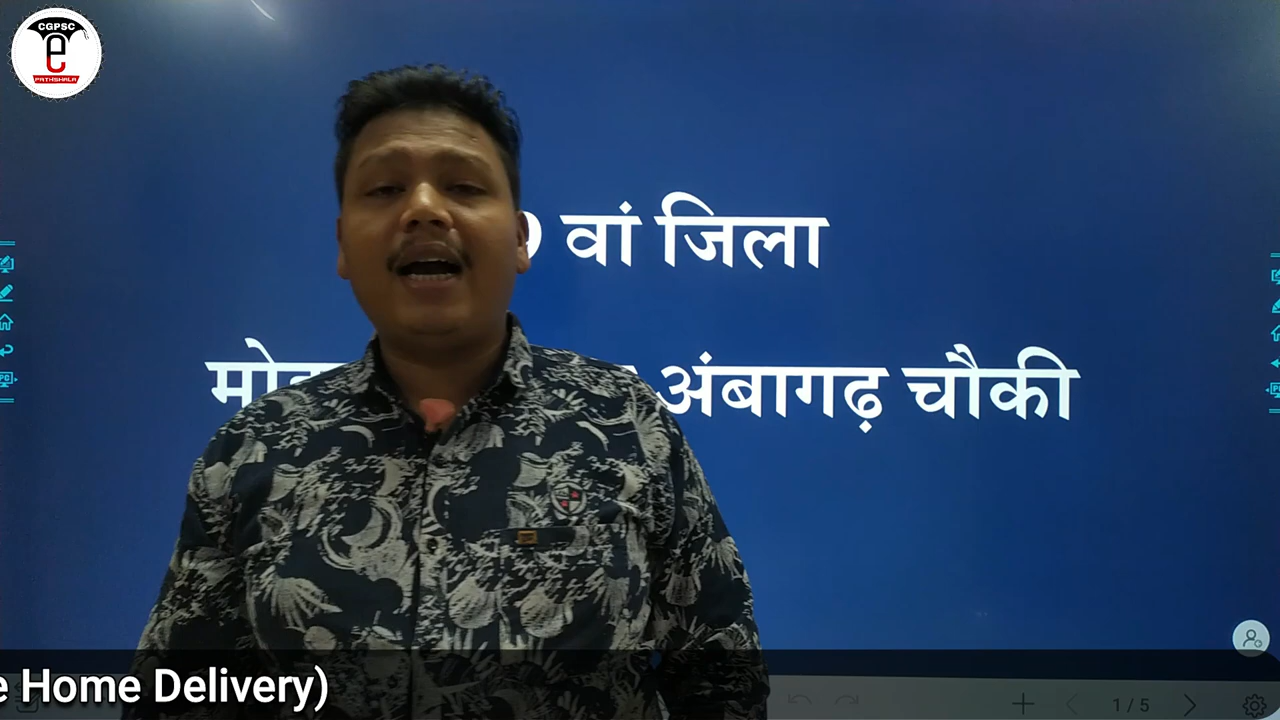 CGPSC
e
PATHSHALA
वां जिला
अंबागढ़ चौकी
Home Delivery)
1 / 5